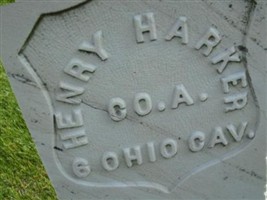 HENRY HARKER
CO. A.
6 OHIO CAV.